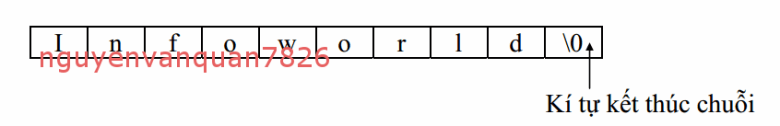 I n f o w o r l d \0
nguyenvanquan7826
Kí tự kết thúc chuỗi